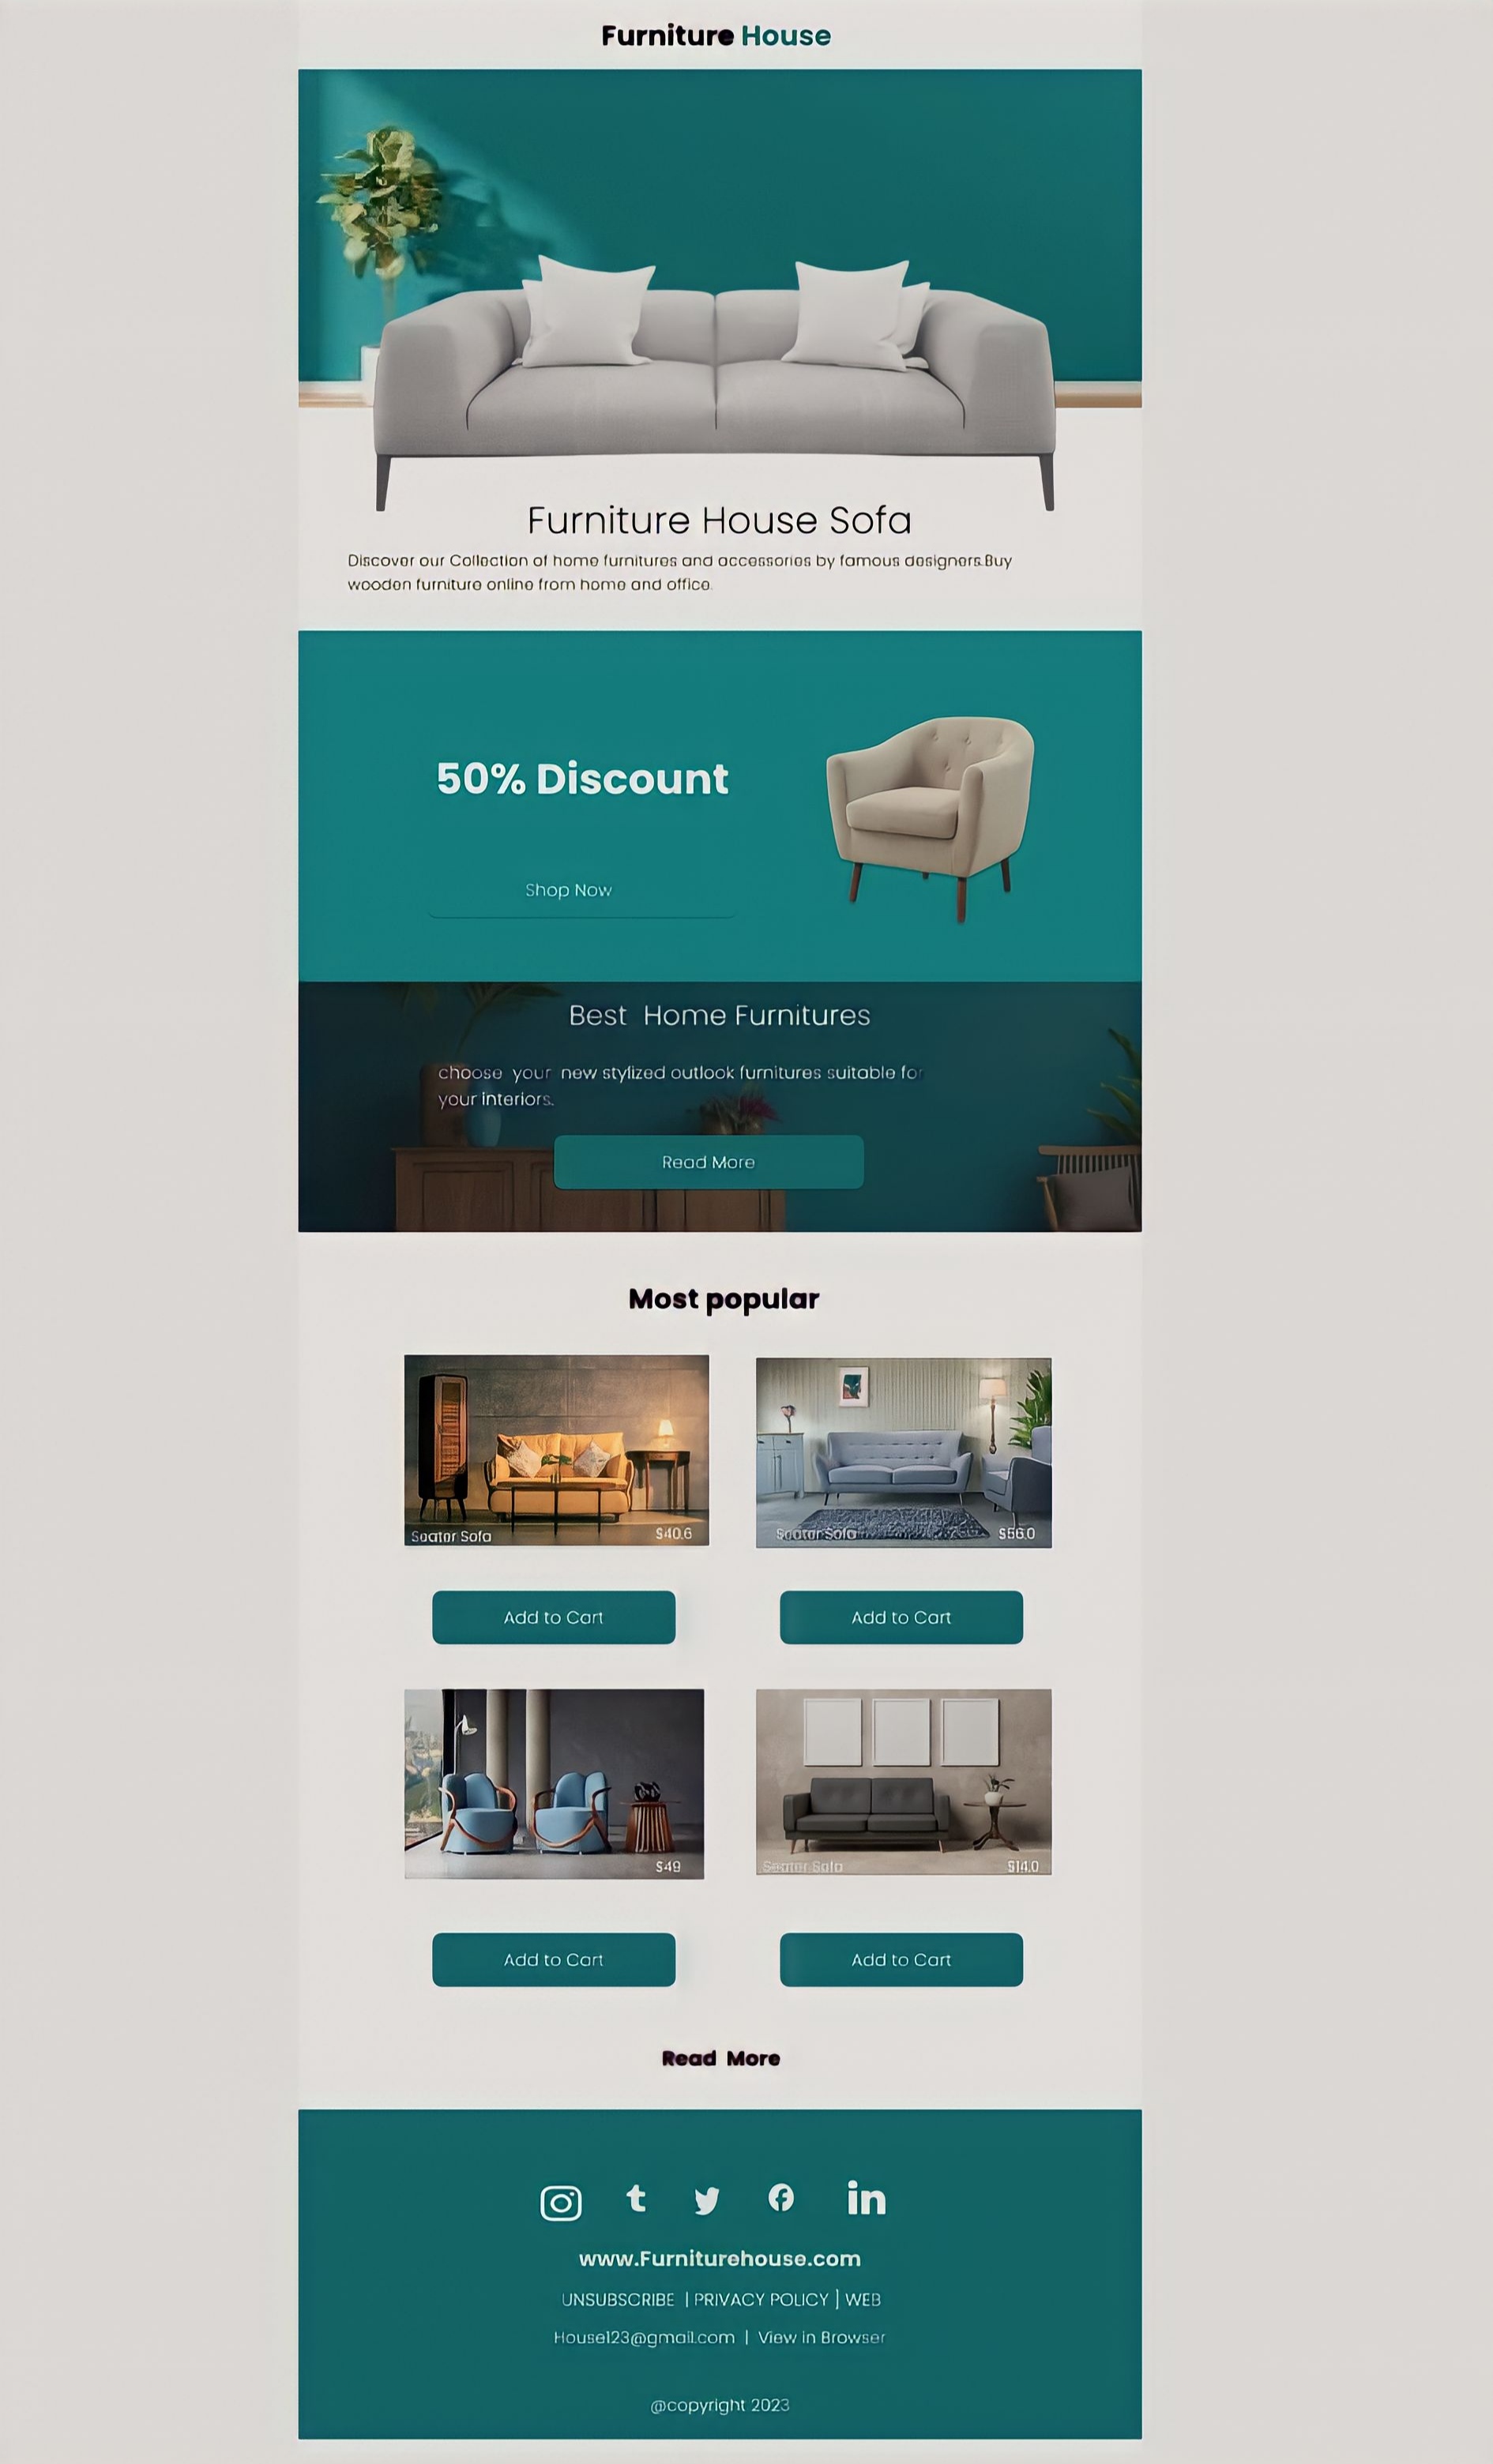 Furniture House
Furniture House Sofa
Discover our Collection of home furnitures and accessories by famous designers.Buy
wooden furniture online from home and office.
50% Discount
Shop Now
Best Home Furnitures
choose your new stylized outlook furnitures suitable for
your interiors.
Read More
Most popular
Seater Sofa $40.6
Seater Sofa $56.0
Add to Cart
Add to Cart
$49
Seater Sofa $14.0
Add to Cart
Add to Cart
Read More
www.Furniturehouse.com
UNSUBSCRIBE | PRIVACY POLICY | WEB
House123@gmail.com | View in Browser
@copyright 2023